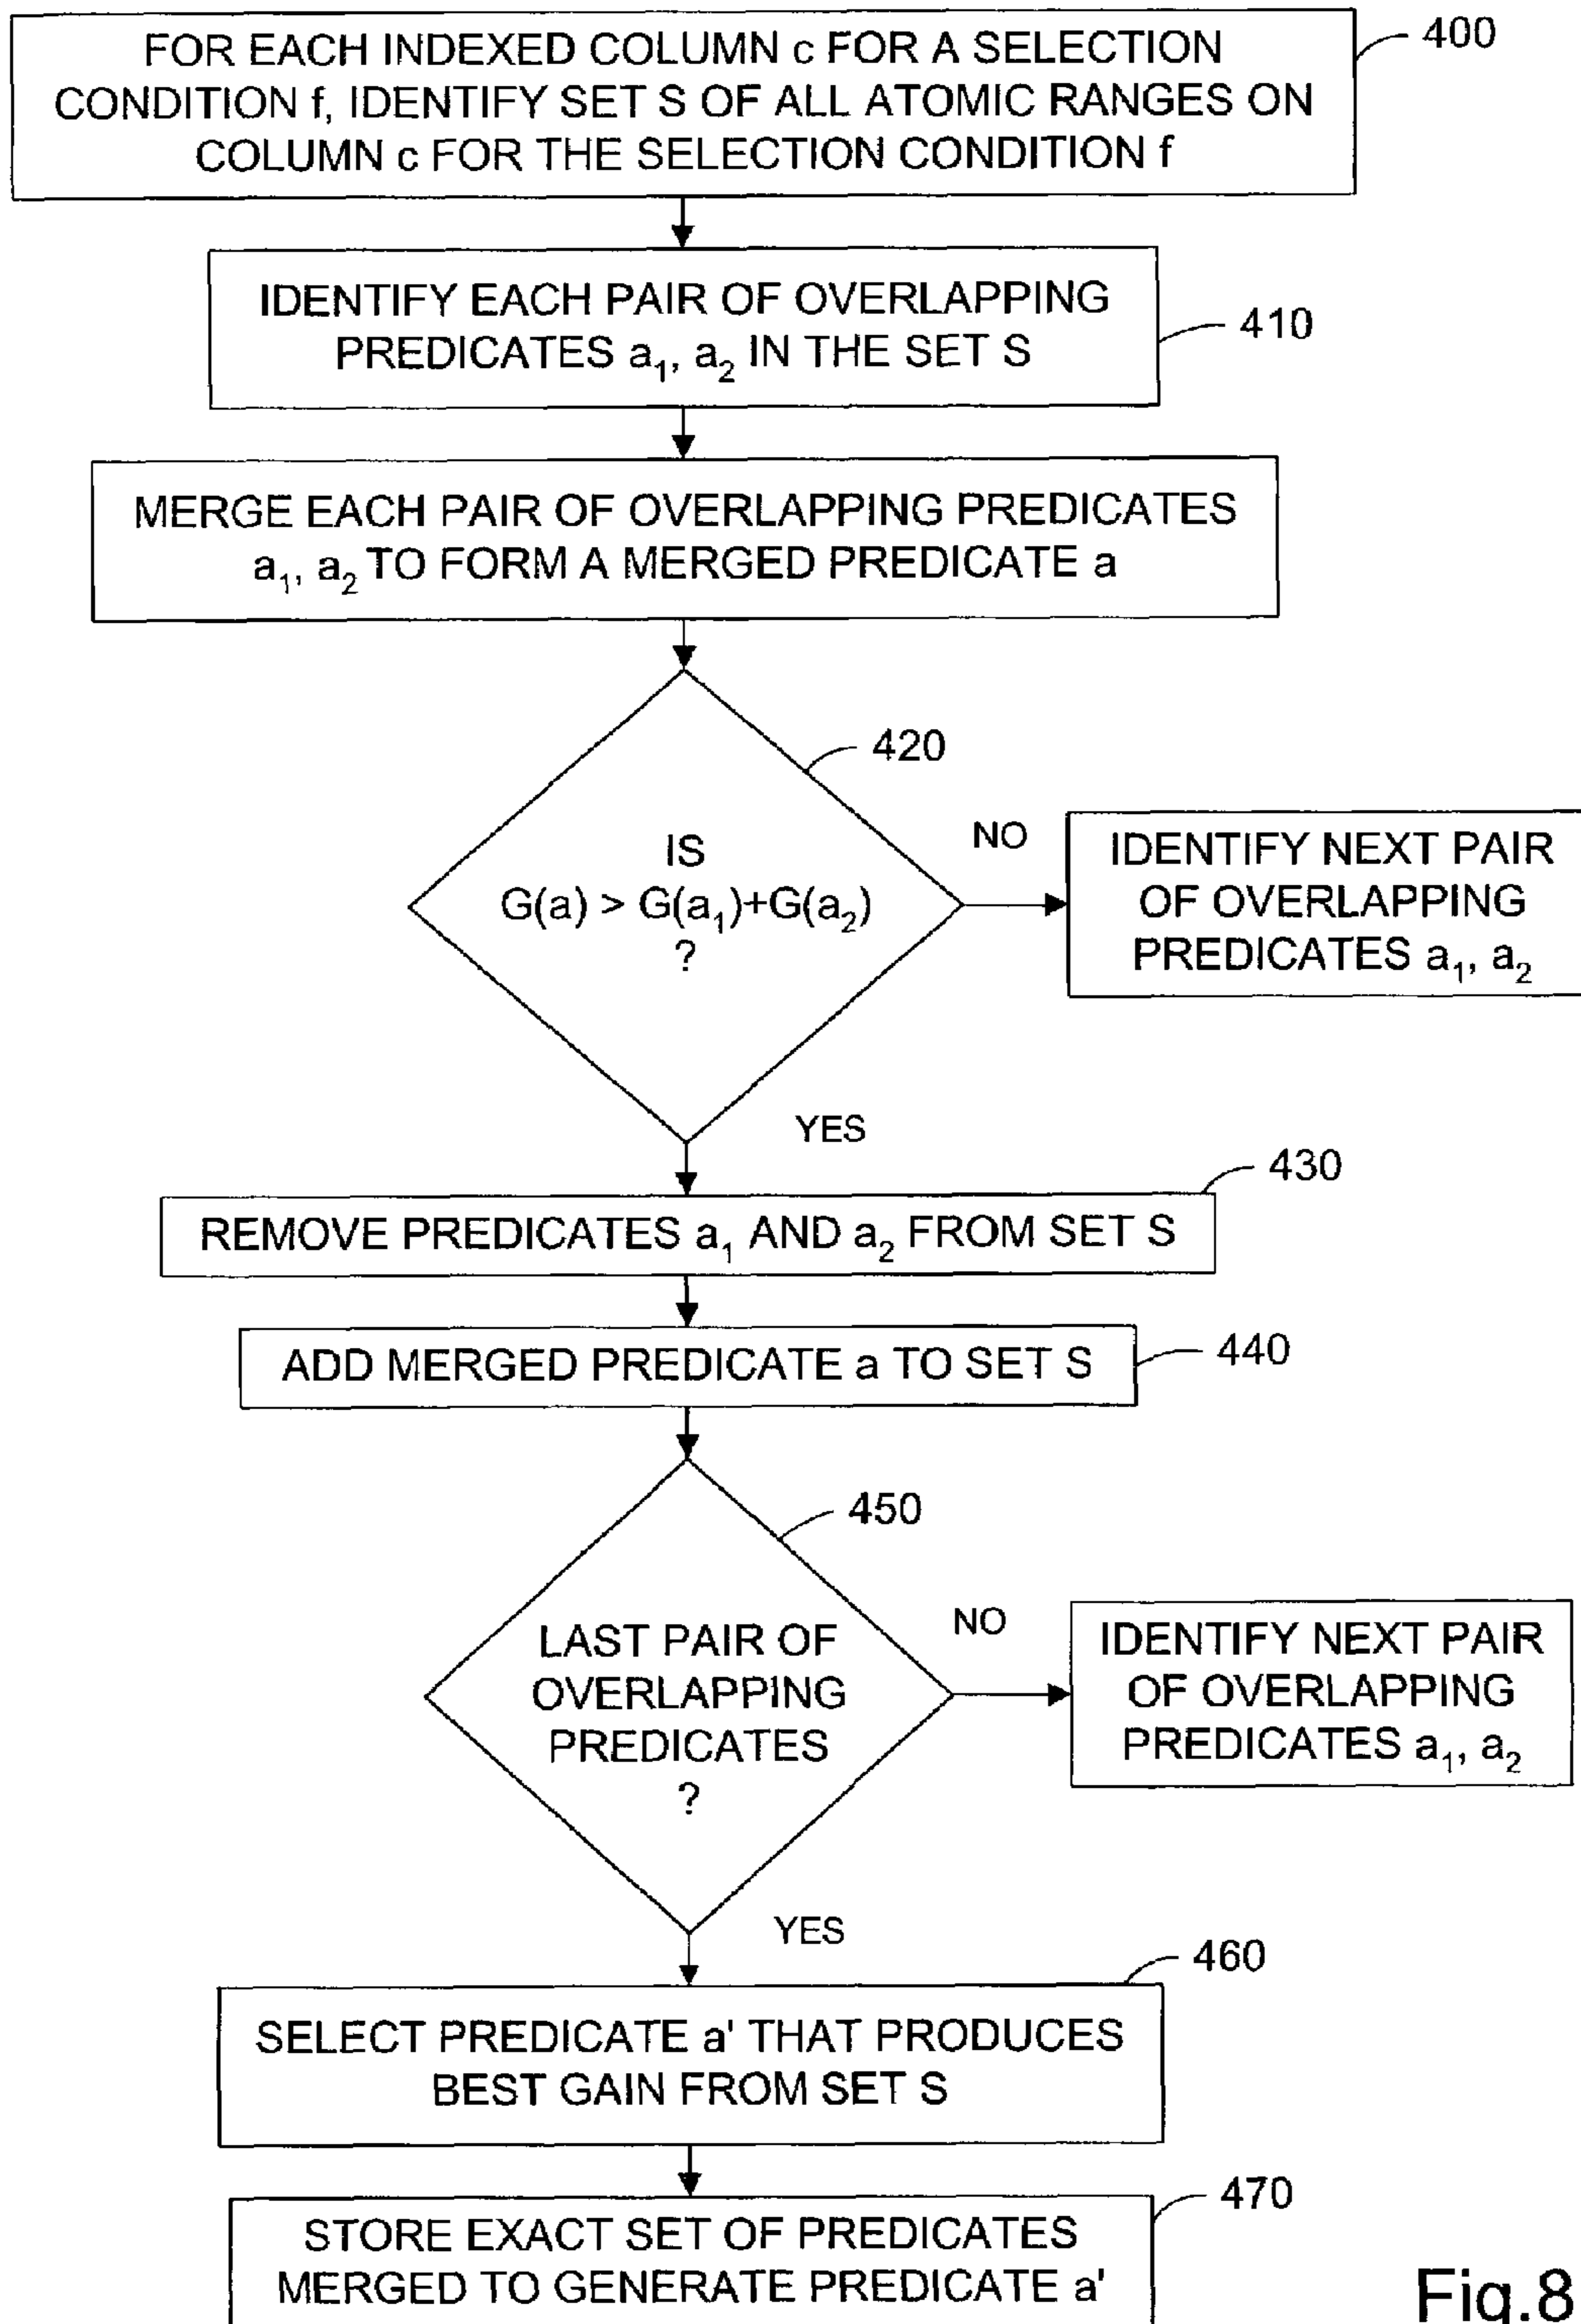 FOR EACH INDEXED COLUMN c FOR A SELECTION
CONDITION f, IDENTIFY SET S OF ALL ATOMIC RANGES ON
COLUMN c FOR THE SELECTION CONDITION f
400
IDENTIFY EACH PAIR OF OVERLAPPING
PREDICATES a₁, a₂ IN THE SET S
410
MERGE EACH PAIR OF OVERLAPPING PREDICATES
a₁, a₂ TO FORM A MERGED PREDICATE a
420
IS
G(a) > G(a₁)+G(a₂)
?
NO
IDENTIFY NEXT PAIR
OF OVERLAPPING
PREDICATES a₁, a₂
YES
430
REMOVE PREDICATES a₁ AND a₂ FROM SET S
ADD MERGED PREDICATE a TO SET S
440
450
LAST PAIR OF
OVERLAPPING
PREDICATES
?
NO
IDENTIFY NEXT PAIR
OF OVERLAPPING
PREDICATES a₁, a₂
YES
460
SELECT PREDICATE a' THAT PRODUCES
BEST GAIN FROM SET S
470
STORE EXACT SET OF PREDICATES
MERGED TO GENERATE PREDICATE a'
Fig.8